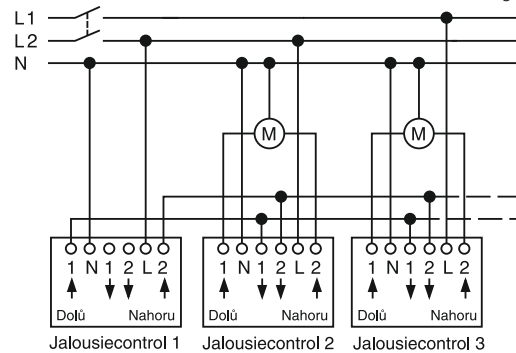 L1
L2
N
M M
1 N 1 2 L 2 1 N 1 2 L 2 1 N 1 2 L 2
Dolů Nahoru Dolů Nahoru Dolů Nahoru
Jalousiecontrol 1 Jalousiecontrol 2 Jalousiecontrol 3